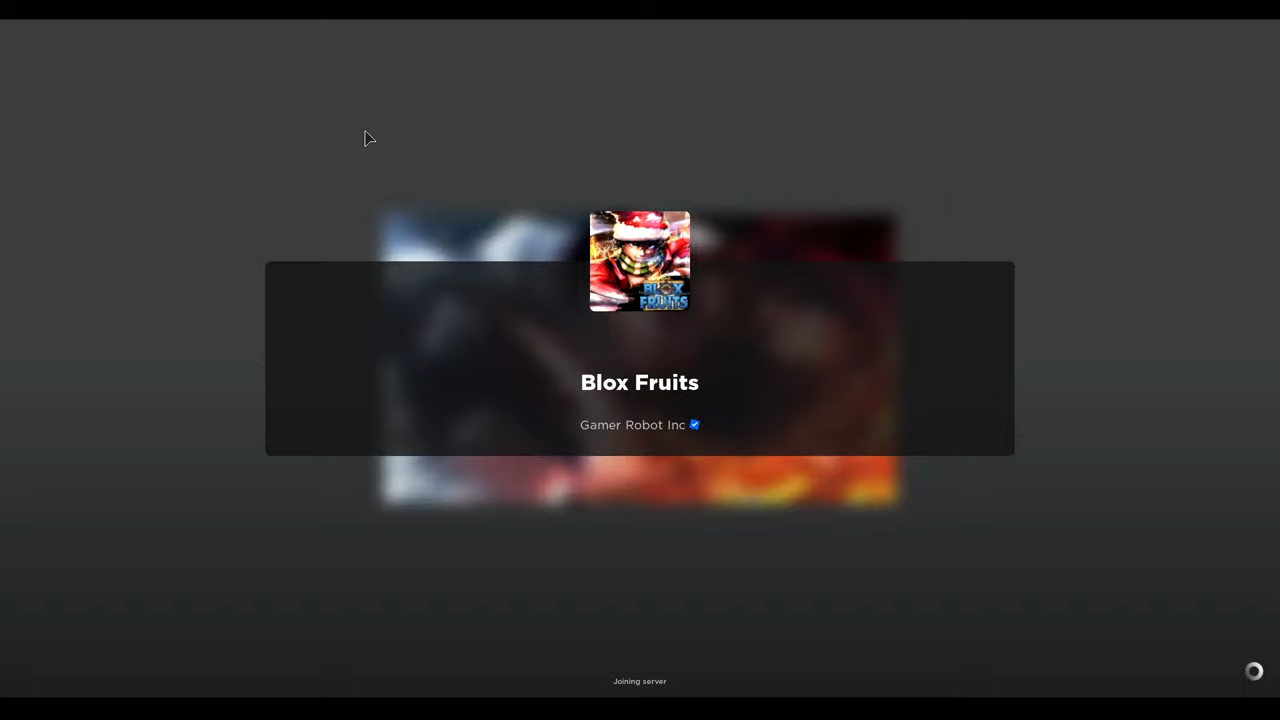 BLOX
FRUITS
Blox Fruits
Gamer Robot Inc
Joining server